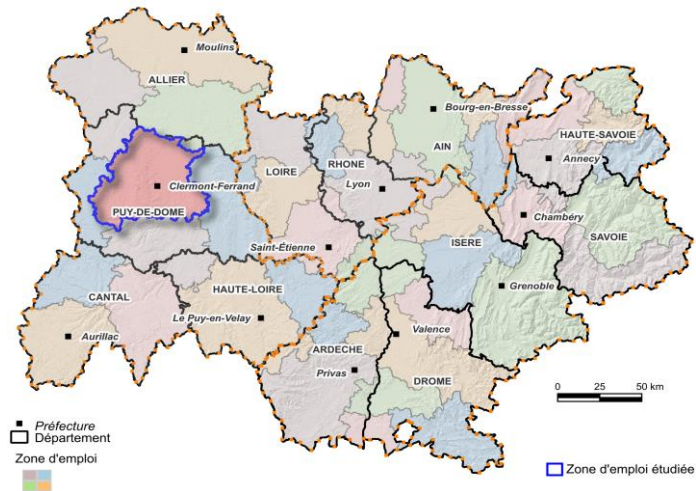 Moulins
ALLIER
Bourg-en-Bresse
AIN
HAUTE-SAVOIE
Annecy
LOIRE
RHONE
Lyon
Clermont-Ferrand
PUY-DE-DOME
Chambéry
SAVOIE
Saint-Étienne
ISERE
Grenoble
CANTAL
HAUTE-LOIRE
Aurillac
Le Puy-en-Velay
Valence
ARDECHE
Privas
DROME
0 25 50 km
Préfecture
Département
Zone d'emploi
Zone d'emploi étudiée